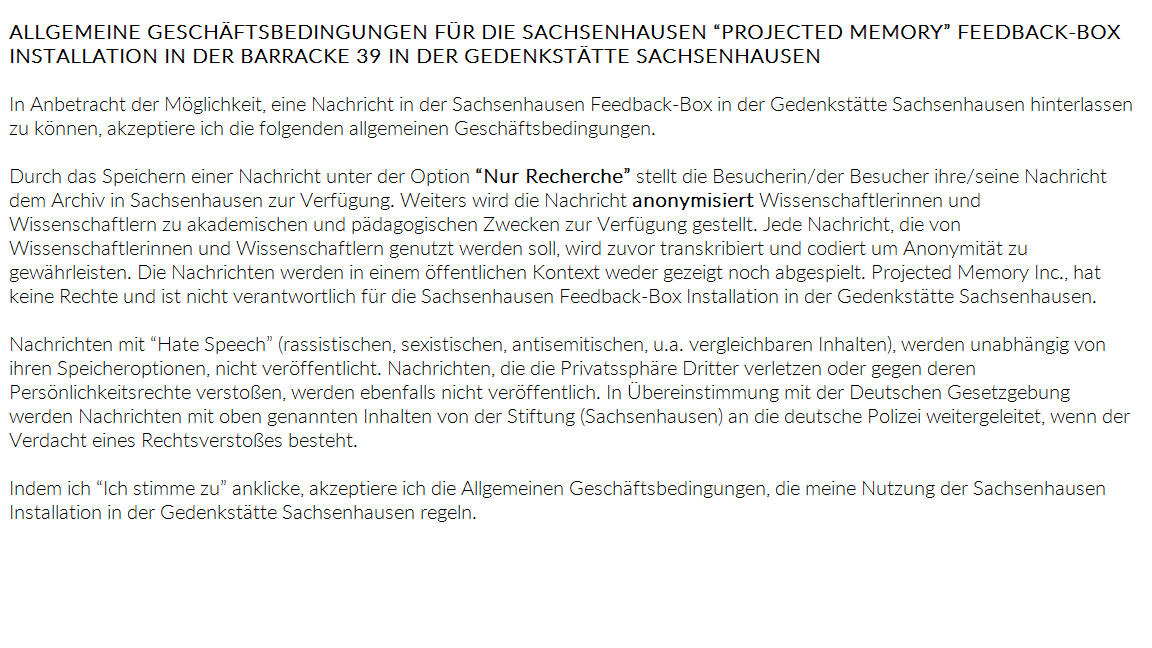 ALLGEMEINE GESCHÄFTSBEDINGUNGEN FÜR DIE SACHSENHAUSEN “PROJECTED MEMORY” FEEDBACK-BOX
INSTALLATION IN DER BARRACKE 39 IN DER GEDENKSTÄTTE SACHSENHAUSEN
In Anbetracht der Möglichkeit, eine Nachricht in der Sachsenhausen Feedback-Box in der Gedenkstätte Sachsenhausen hinterlassen
zu können, akzeptiere ich die folgenden allgemeinen Geschäftsbedingungen.
Durch das Speichern einer Nachricht unter der Option “Nur Recherche” stellt die Besucherin/der Besucher ihre/seine Nachricht
dem Archiv in Sachsenhausen zur Verfügung. Weiters wird die Nachricht anonymisiert Wissenschaftlerinnen und
Wissenschaftlern zu akademischen und pädagogischen Zwecken zur Verfügung gestellt. Jede Nachricht, die von
Wissenschaftlerinnen und Wissenschaftlern genutzt werden soll, wird zuvor transkribiert und codiert um Anonymität zu
gewährleisten. Die Nachrichten werden in einem öffentlichen Kontext weder gezeigt noch abgespielt. Projected Memory Inc., hat
keine Rechte und ist nicht verantwortlich für die Sachsenhausen Feedback-Box Installation in der Gedenkstätte Sachsenhausen.
Nachrichten mit “Hate Speech” (rassistischen, sexistischen, antisemitischen, u.a. vergleichbaren Inhalten), werden unabhängig von
ihren Speicheroptionen, nicht veröffentlicht. Nachrichten, die die Privatssphäre Dritter verletzen oder gegen deren
Persönlichkeitsrechte verstoßen, werden ebenfalls nicht veröffentlich. In Übereinstimmung mit der Deutschen Gesetzgebung
werden Nachrichten mit oben genannten Inhalten von der Stiftung (Sachsenhausen) an die deutsche Polizei weitergeleitet, wenn der
Verdacht eines Rechtsverstoßes besteht.
Indem ich “Ich stimme zu” anklicke, akzeptiere ich die Allgemeinen Geschäftsbedingungen, die meine Nutzung der Sachsenhausen
Installation in der Gedenkstätte Sachsenhausen regeln.